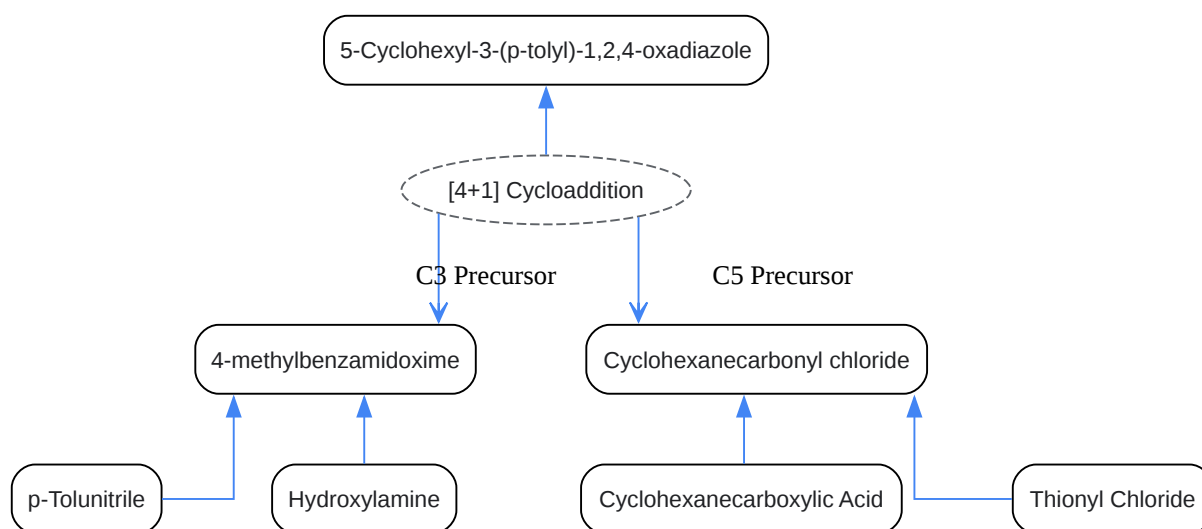 5-Cyclohexyl-3-(p-tolyl)-1,2,4-oxadiazole
[4+1] Cycloaddition
C3 Precursor
C5 Precursor
4-methylbenzamidoxime
Cyclohexanecarbonyl chloride
p-Tolunitrile
Hydroxylamine
Cyclohexanecarboxylic Acid
Thionyl Chloride